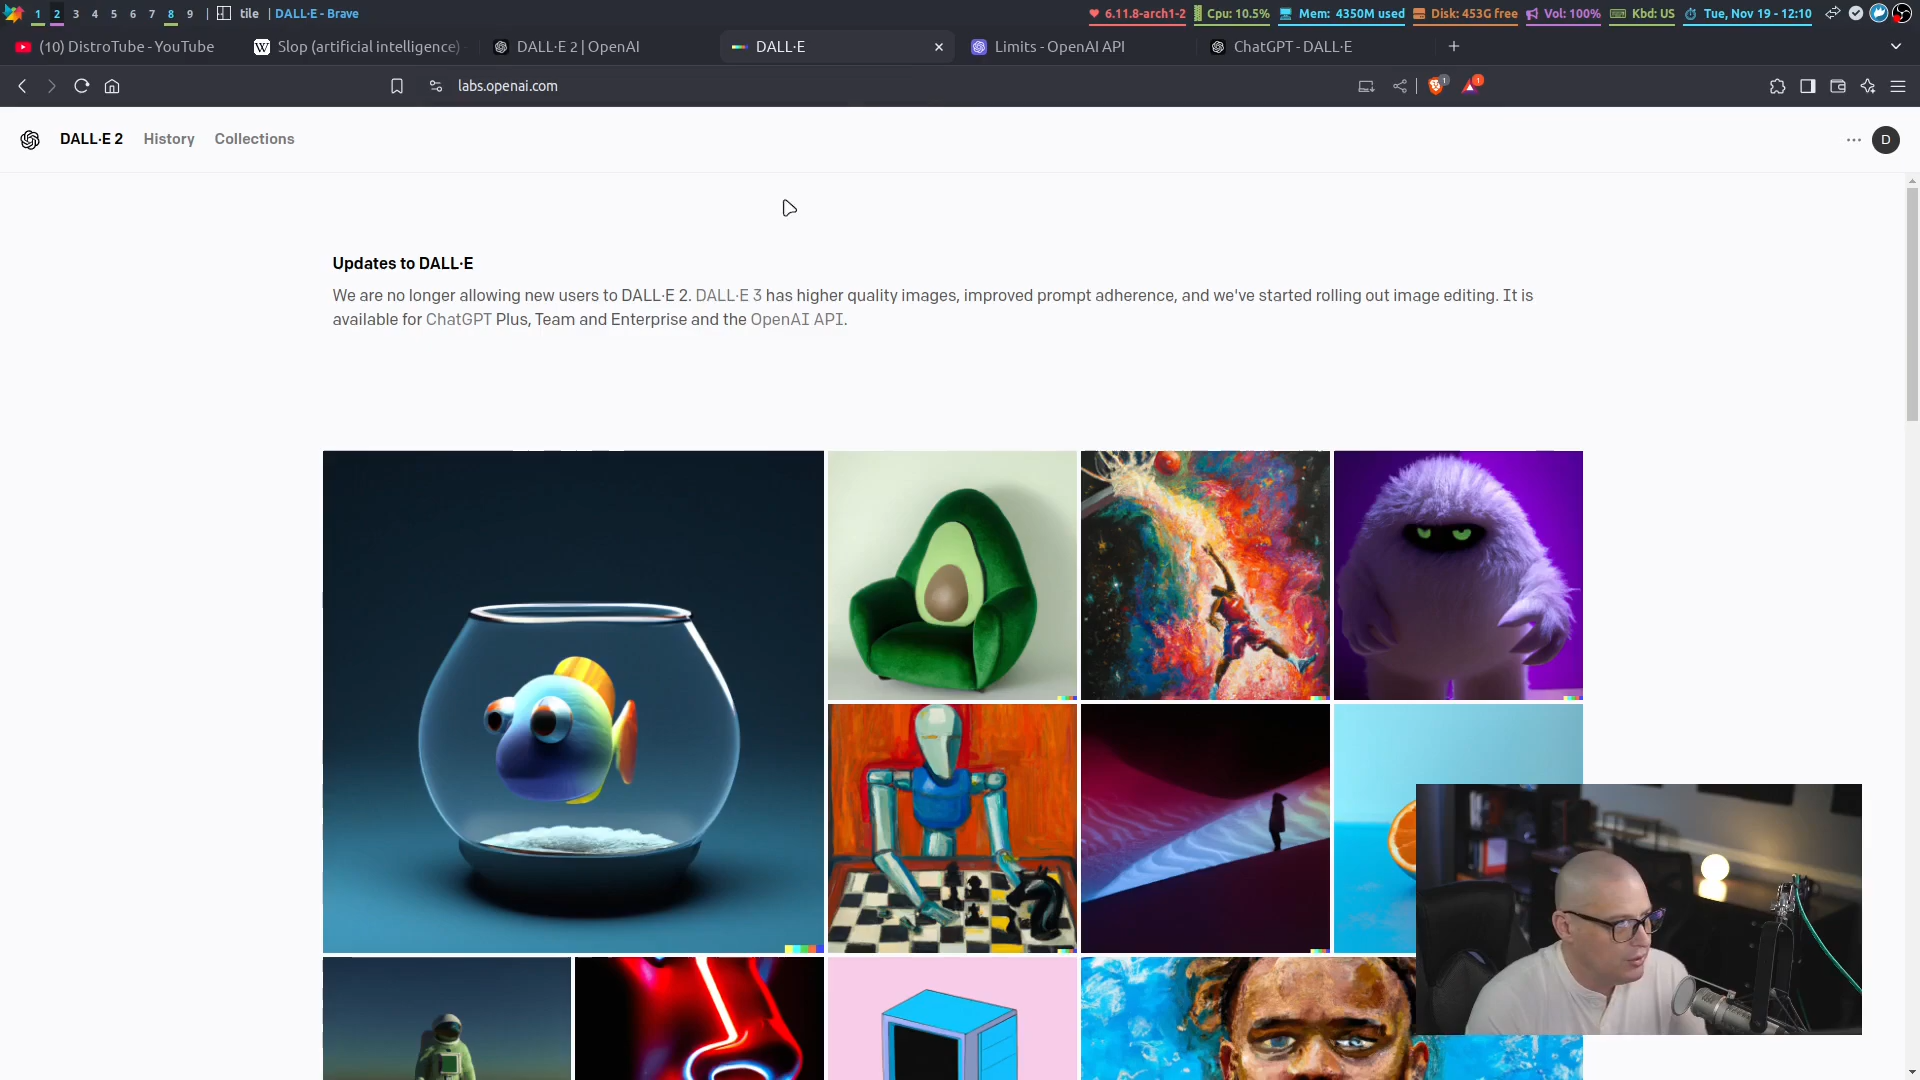 1 2 3 4 5 6 7 8 9 | tile | DALL·E - Brave
6.11.8-arch1-2 Cpu: 10.5% Mem: 4350M used Disk: 453G free Vol: 100% Kbd: US Tue, Nov 19 - 12:10
(10) DistroTube - YouTube
Slop (artificial intelligence) -
DALL·E 2 | OpenAI
DALL·E
Limits - OpenAI API
ChatGPT - DALL·E
labs.openai.com
1
1
DALL·E 2 History Collections
D
Updates to DALL·E
We are no longer allowing new users to DALL·E 2. DALL·E 3 has higher quality images, improved prompt adherence, and we've started rolling out image editing. It is
available for ChatGPT Plus, Team and Enterprise and the OpenAI API.